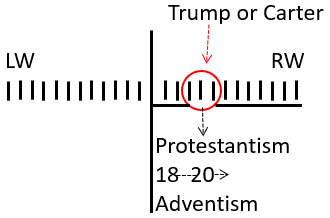 Trump or Carter
LW RW
Protestantism
18 20
Adventism